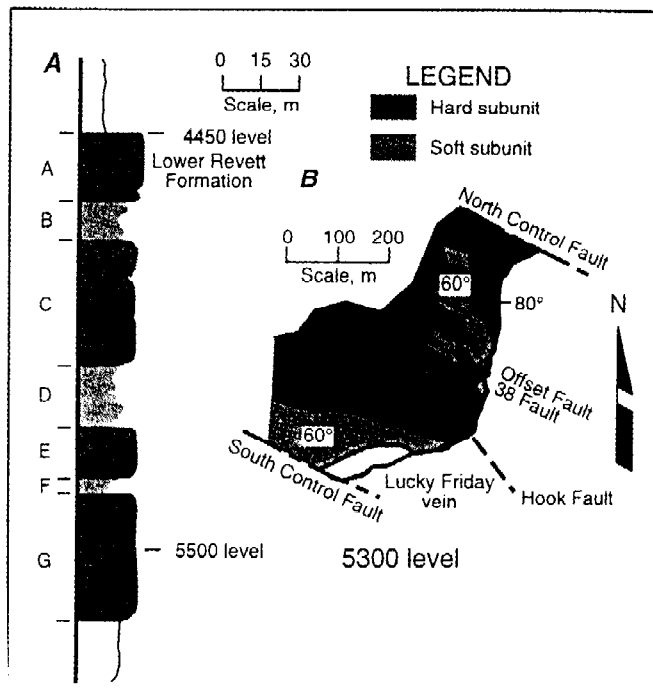 A
0 15 30
Scale, m
LEGEND
Hard subunit
Soft subunit
4450 level
Lower Revett
Formation
A
B
C
D
E
F
G
5500 level
B
0 100 200
Scale, m
North Control Fault
60°
80°
N
Offset Fault
38 Fault
60°
South Control Fault
Lucky Friday
vein
Hook Fault
5300 level